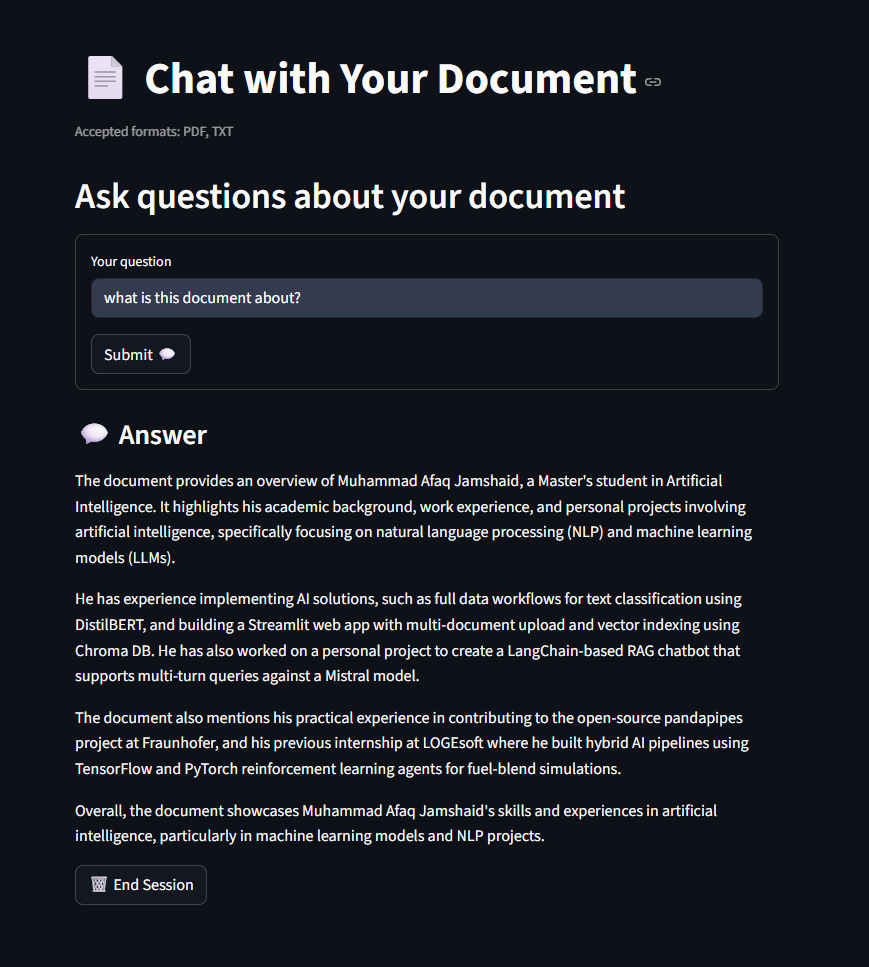 Chat with Your Document
Accepted formats: PDF, TXT
Ask questions about your document
Your question
what is this document about?
Submit
Answer
The document provides an overview of Muhammad Afaq Jamshaid, a Master's student in Artificial
Intelligence. It highlights his academic background, work experience, and personal projects involving
artificial intelligence, specifically focusing on natural language processing (NLP) and machine learning
models (LLMs).
He has experience implementing AI solutions, such as full data workflows for text classification using
DistilBERT, and building a Streamlit web app with multi-document upload and vector indexing using
Chroma DB. He has also worked on a personal project to create a LangChain-based RAG chatbot that
supports multi-turn queries against a Mistral model.
The document also mentions his practical experience in contributing to the open-source pandapipes
project at Fraunhofer, and his previous internship at LOGEsoft where he built hybrid AI pipelines using
TensorFlow and PyTorch reinforcement learning agents for fuel-blend simulations.
Overall, the document showcases Muhammad Afaq Jamshaid's skills and experiences in artificial
intelligence, particularly in machine learning models and NLP projects.
End Session